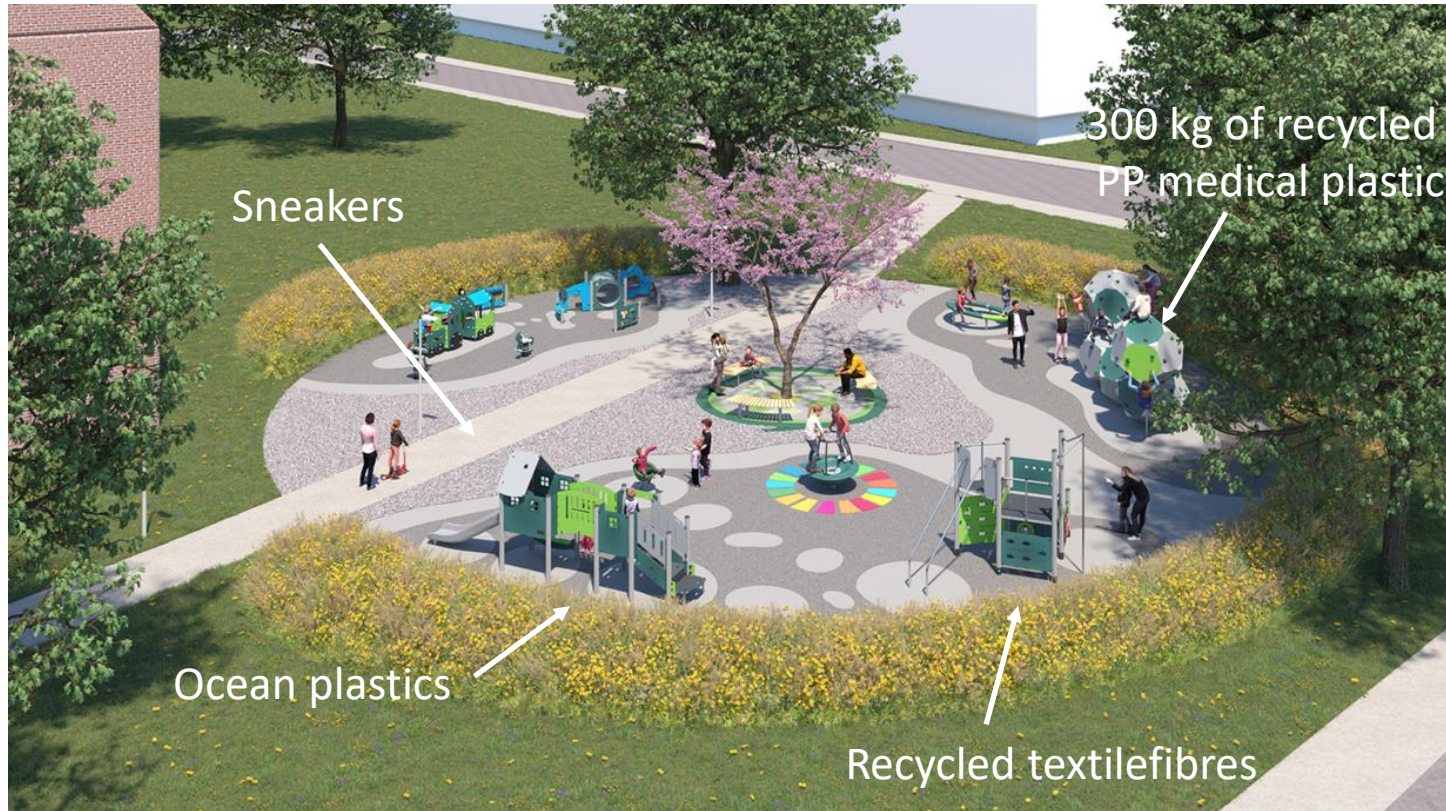 300 kg of recycled
PP medical plastic
Sneakers
Ocean plastics
Recycled textilefibres